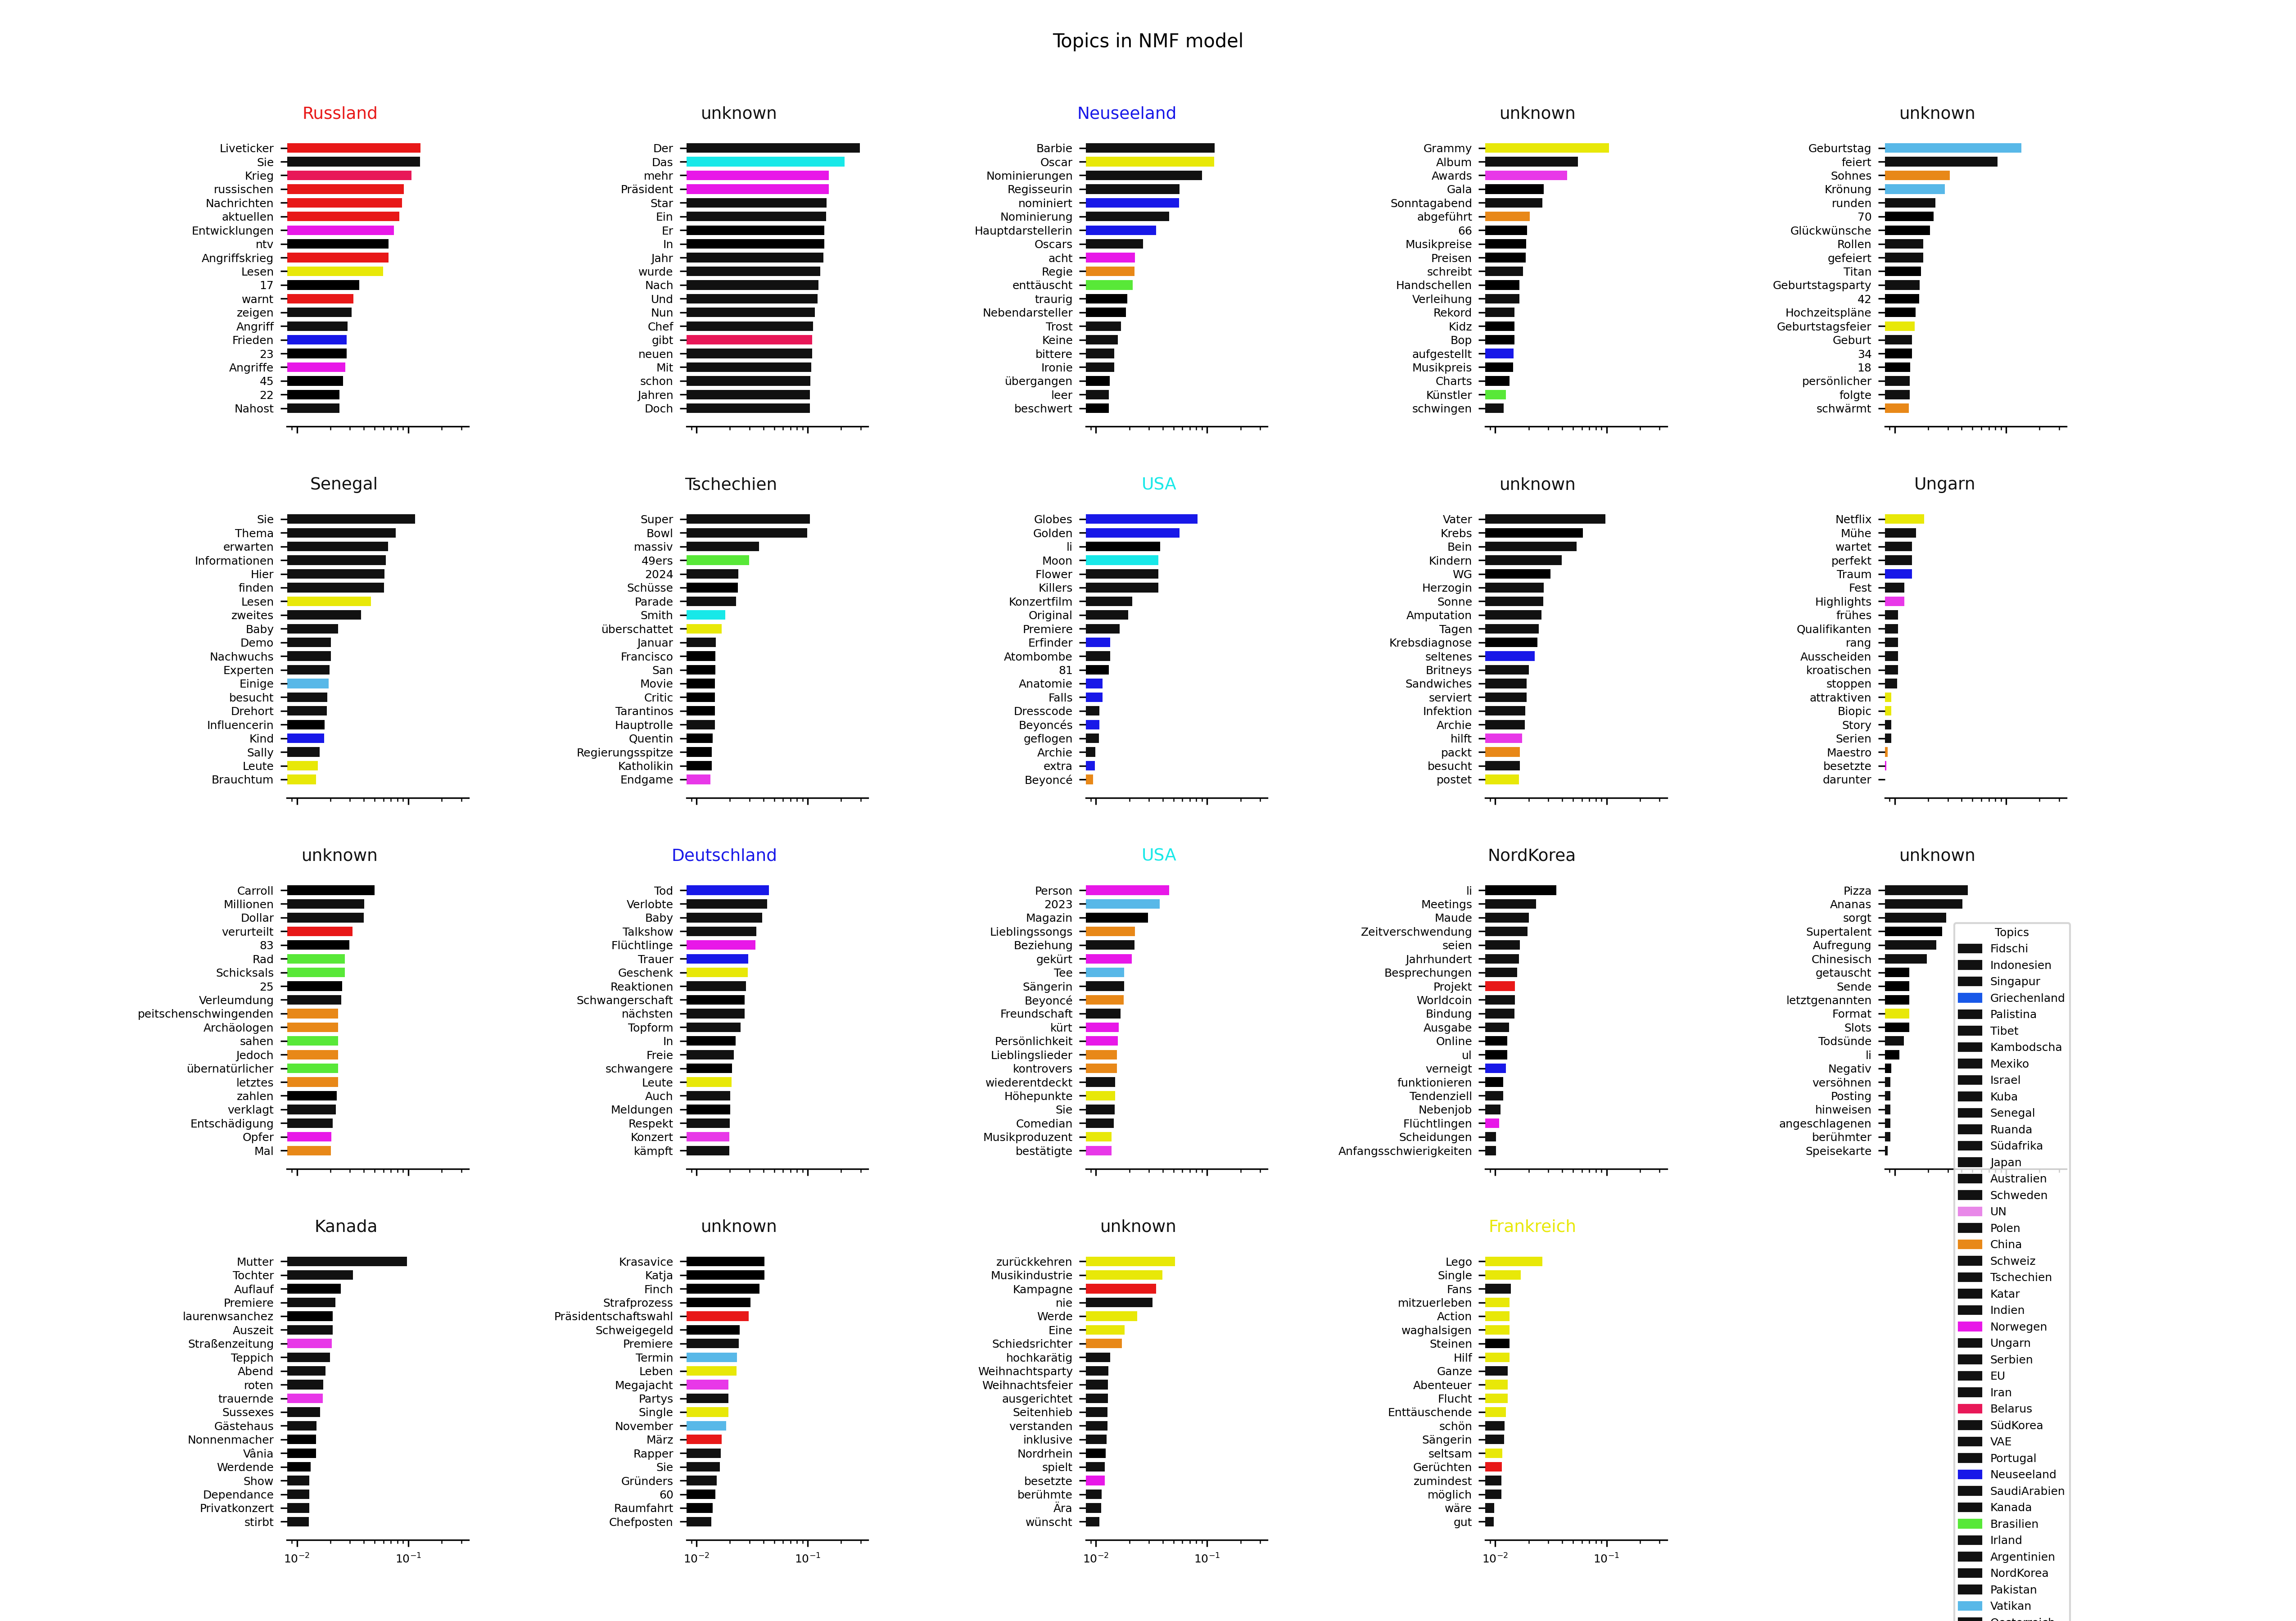 Topics in NMF model
Russland
Liveticker
Sie
Krieg
russischen
Nachrichten
aktuellen
Entwicklungen
ntv
Angriffskrieg
Lesen
17
warnt
zeigen
Angriff
Frieden
23
Angriffe
45
22
Nahost
unknown
Der
Das
mehr
Präsident
Star
Ein
Er
In
Jahr
wurde
Nach
Und
Nun
Chef
gibt
neuen
Mit
schon
Jahren
Doch
Neuseeland
Barbie
Oscar
Nominierungen
Regisseurin
nominiert
Nominierung
Hauptdarstellerin
Oscars
acht
Regie
enttäuscht
traurig
Nebendarsteller
Trost
Keine
bittere
Ironie
übergangen
leer
beschwert
unknown
Grammy
Album
Awards
Gala
Sonntagabend
abgeführt
66
Musikpreise
Preisen
schreibt
Handschellen
Verleihung
Rekord
Kidz
Bop
aufgestellt
Musikpreis
Charts
Künstler
schwingen
unknown
Geburtstag
feiert
Sohnes
Krönung
runden
70
Glückwünsche
Rollen
gefeiert
Titan
Geburtstagsparty
42
Hochzeitspläne
Geburtstagsfeier
Geburt
34
18
persönlicher
folgte
schwärmt
Senegal
Sie
Thema
erwarten
Informationen
Hier
finden
Lesen
zweites
Baby
Demo
Nachwuchs
Experten
Einige
besucht
Drehort
Influencerin
Kind
Sally
Leute
Brauchtum
Tschechien
Super
Bowl
massiv
49ers
2024
Schüsse
Parade
Smith
überschattet
Januar
Francisco
San
Movie
Critic
Tarantinos
Hauptrolle
Quentin
Regierungsspitze
Katholikin
Endgame
USA
Globes
Golden
li
Moon
Flower
Killers
Konzertfilm
Original
Premiere
Erfinder
Atombombe
81
Anatomie
Falls
Dresscode
Beyoncés
geflogen
Archie
extra
Beyoncé
unknown
Vater
Krebs
Bein
Kindern
WG
Herzogin
Sonne
Amputation
Tagen
Krebsdiagnose
seltenes
Britneys
Sandwiches
serviert
Infektion
Archie
hilft
packt
besucht
postet
Ungarn
Netflix
Mühe
wartet
perfekt
Traum
Fest
Highlights
frühes
Qualifikanten
rang
Ausscheiden
kroatischen
stoppen
attraktiven
Biopic
Story
Serien
Maestro
besetzte
darunter
unknown
Carroll
Millionen
Dollar
verurteilt
83
Rad
Schicksals
25
Verleumdung
peitschenschwingenden
Archäologen
sahen
Jedoch
übernatürlicher
letztes
zahlen
verklagt
Entschädigung
Opfer
Mal
Deutschland
Tod
Verlobte
Baby
Talkshow
Flüchtlinge
Trauer
Geschenk
Reaktionen
Schwangerschaft
nächsten
Topform
In
Freie
schwangere
Leute
Auch
Meldungen
Respekt
Konzert
kämpft
USA
Person
2023
Magazin
Lieblingssongs
Beziehung
gekürt
Tee
Sängerin
Beyoncé
Freundschaft
kürt
Persönlichkeit
Lieblingslieder
kontrovers
wiederentdeckt
Höhepunkte
Sie
Comedian
Musikproduzent
bestätigte
NordKorea
li
Meetings
Maude
Zeitverschwendung
seien
Jahrhundert
Besprechungen
Projekt
Worldcoin
Bindung
Ausgabe
Online
ul
verneigt
funktionieren
Tendenziell
Nebenjob
Flüchtlingen
Scheidungen
Anfangsschwierigkeiten
unknown
Pizza
Ananas
sorgt
Supertalent
Aufregung
Chinesisch
getauscht
Sende
letztgenannten
Format
Slots
Todsünde
li
Negativ
versöhnen
Posting
hinweisen
angeschlagenen
berühmter
Speisekarte
Kanada
Mutter
Tochter
Auflauf
Premiere
laurenwsanchez
Auszeit
Straßenzeitung
Teppich
Abend
roten
trauernde
Sussexes
Gästehaus
Nonnenmacher
Vânia
Werdende
Show
Dependance
Privatkonzert
stirbt
10⁻² 10⁻¹
unknown
Krasavice
Katja
Finch
Strafprozess
Präsidentschaftswahl
Schweigegeld
Premiere
Termin
Leben
Megajacht
Partys
Single
November
März
Rapper
Sie
Gründers
60
Raumfahrt
Chefposten
10⁻² 10⁻¹
unknown
zurückkehren
Musikindustrie
Kampagne
nie
Werde
Eine
Schiedsrichter
hochkarätig
Weihnachtsparty
Weihnachtsfeier
ausgerichtet
Seitenhieb
verstanden
inklusive
Nordrhein
spielt
besetzte
berühmte
Ära
wünscht
10⁻² 10⁻¹
Frankreich
Lego
Single
Fans
mitzuerleben
Action
waghalsigen
Steinen
Hilf
Ganze
Abenteuer
Flucht
Enttäuschende
schön
Sängerin
seltsam
Gerüchten
zumindest
möglich
wäre
gut
10⁻² 10⁻¹
Topics
Fidschi
Indonesien
Singapur
Griechenland
Palistina
Tibet
Kambodscha
Mexiko
Israel
Kuba
Senegal
Ruanda
Südafrika
Japan
Australien
Schweden
UN
Polen
China
Schweiz
Tschechien
Katar
Indien
Norwegen
Ungarn
Serbien
EU
Iran
Belarus
SüdKorea
VAE
Portugal
Neuseeland
SaudiArabien
Kanada
Brasilien
Irland
Argentinien
NordKorea
Pakistan
Vatikan